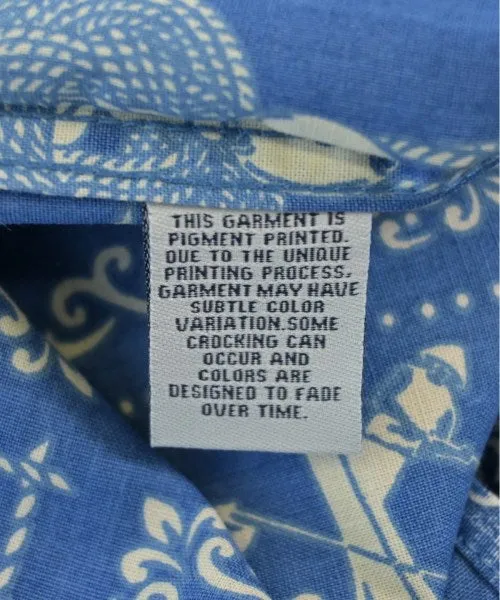 THIS GARMENT IS
PIGMENT PRINTED.
DUE TO THE UNIQUE
PRINTING PROCESS.
GARMENT MAY HAVE
SUBTLE COLOR
VARIATION.SOME
CROCKING CAN
OCCUR AND
COLORS ARE
DESIGNED TO FADE
OVER TIME.